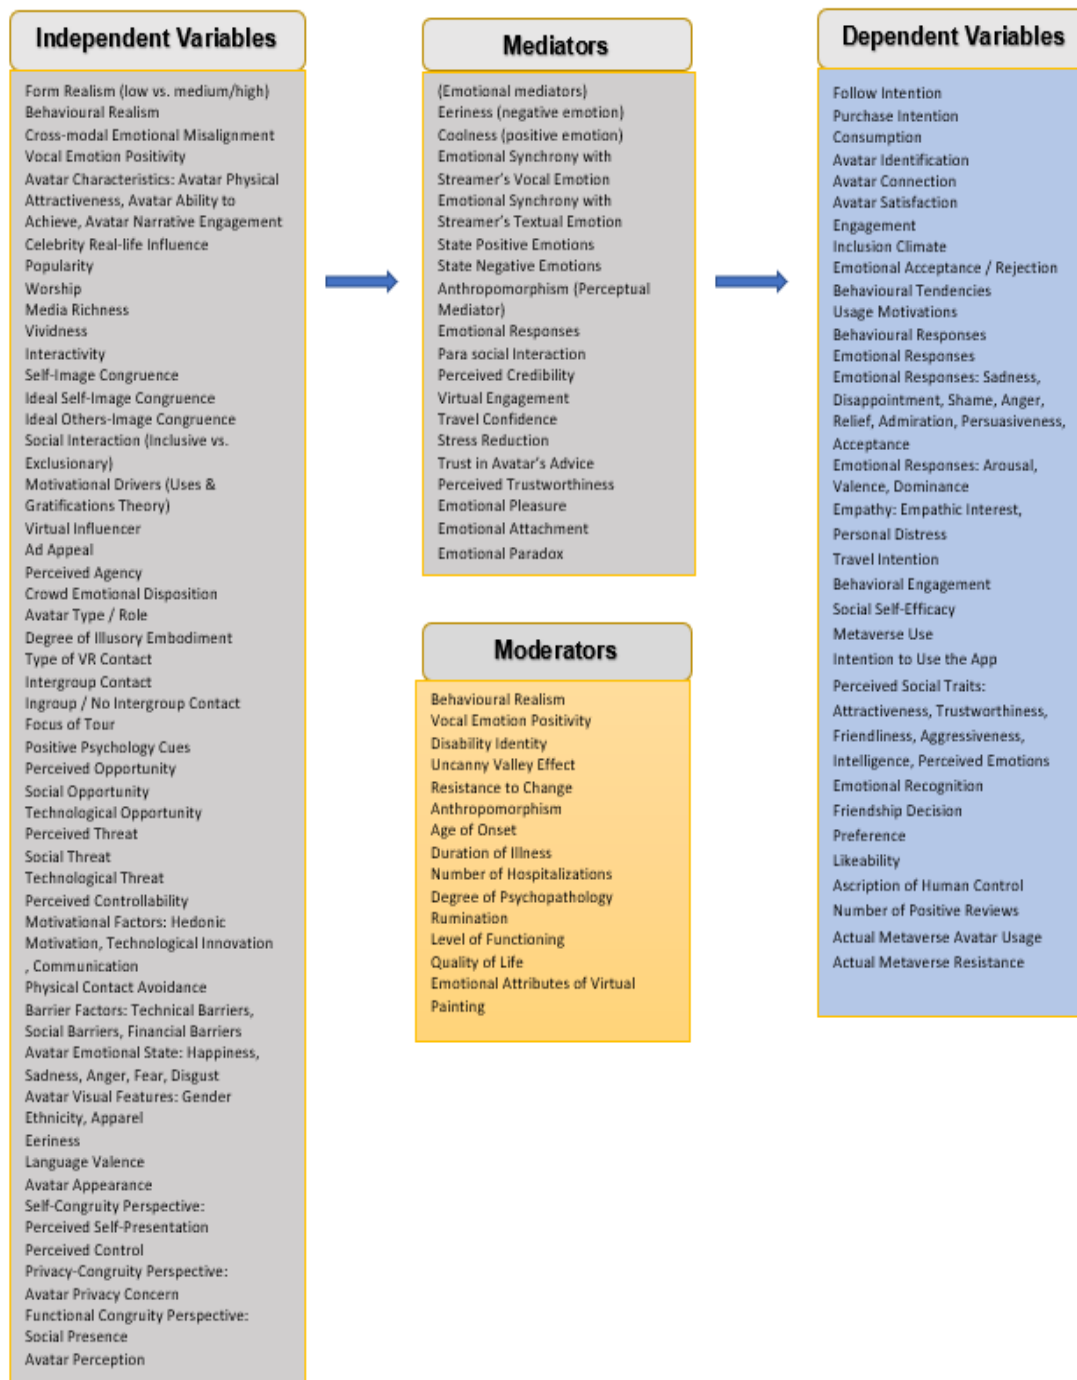 Independent Variables
Form Realism (low vs. medium/high)
Behavioural Realism
Cross-modal Emotional Misalignment
Vocal Emotion Positivity
Avatar Characteristics: Avatar Physical
Attractiveness, Avatar Ability to
Achieve, Avatar Narrative Engagement
Celebrity Real-life Influence
Popularity
Worship
Media Richness
Vividness
Interactivity
Self-Image Congruence
Ideal Self-Image Congruence
Ideal Others-Image Congruence
Social Interaction (Inclusive vs.
Exclusionary)
Motivational Drivers (Uses &
Gratifications Theory)
Virtual Influencer
Ad Appeal
Perceived Agency
Crowd Emotional Disposition
Avatar Type / Role
Degree of Illusory Embodiment
Type of VR Contact
Intergroup Contact
Ingroup / No Intergroup Contact
Focus of Tour
Positive Psychology Cues
Perceived Opportunity
Social Opportunity
Technological Opportunity
Perceived Threat
Social Threat
Technological Threat
Perceived Controllability
Motivational Factors: Hedonic
Motivation, Technological Innovation
, Communication
Physical Contact Avoidance
Barrier Factors: Technical Barriers,
Social Barriers, Financial Barriers
Avatar Emotional State: Happiness,
Sadness, Anger, Fear, Disgust
Avatar Visual Features: Gender
Ethnicity, Apparel
Eeriness
Language Valence
Avatar Appearance
Self-Congruity Perspective:
Perceived Self-Presentation
Perceived Control
Privacy-Congruity Perspective:
Avatar Privacy Concern
Functional Congruity Perspective:
Social Presence
Avatar Perception
Mediators
(Emotional mediators)
Eeriness (negative emotion)
Coolness (positive emotion)
Emotional Synchrony with
Streamer's Vocal Emotion
Emotional Synchrony with
Streamer's Textual Emotion
State Positive Emotions
State Negative Emotions
Anthropomorphism (Perceptual
Mediator)
Emotional Responses
Para social Interaction
Perceived Credibility
Virtual Engagement
Travel Confidence
Stress Reduction
Trust in Avatar's Advice
Perceived Trustworthiness
Emotional Pleasure
Emotional Attachment
Emotional Paradox
Moderators
Behavioural Realism
Vocal Emotion Positivity
Disability Identity
Uncanny Valley Effect
Resistance to Change
Anthropomorphism
Age of Onset
Duration of Illness
Number of Hospitalizations
Degree of Psychopathology
Rumination
Level of Functioning
Quality of Life
Emotional Attributes of Virtual
Painting
Dependent Variables
Follow Intention
Purchase Intention
Consumption
Avatar Identification
Avatar Connection
Avatar Satisfaction
Engagement
Inclusion Climate
Emotional Acceptance / Rejection
Behavioural Tendencies
Usage Motivations
Behavioural Responses
Emotional Responses
Emotional Responses: Sadness,
Disappointment, Shame, Anger,
Relief, Admiration, Persuasiveness,
Acceptance
Emotional Responses: Arousal,
Valence, Dominance
Empathy: Empathic Interest,
Personal Distress
Travel Intention
Behavioral Engagement
Social Self-Efficacy
Metaverse Use
Intention to Use the App
Perceived Social Traits:
Attractiveness, Trustworthiness,
Friendliness, Aggressiveness,
Intelligence, Perceived Emotions
Emotional Recognition
Friendship Decision
Preference
Likeability
Ascription of Human Control
Number of Positive Reviews
Actual Metaverse Avatar Usage
Actual Metaverse Resistance